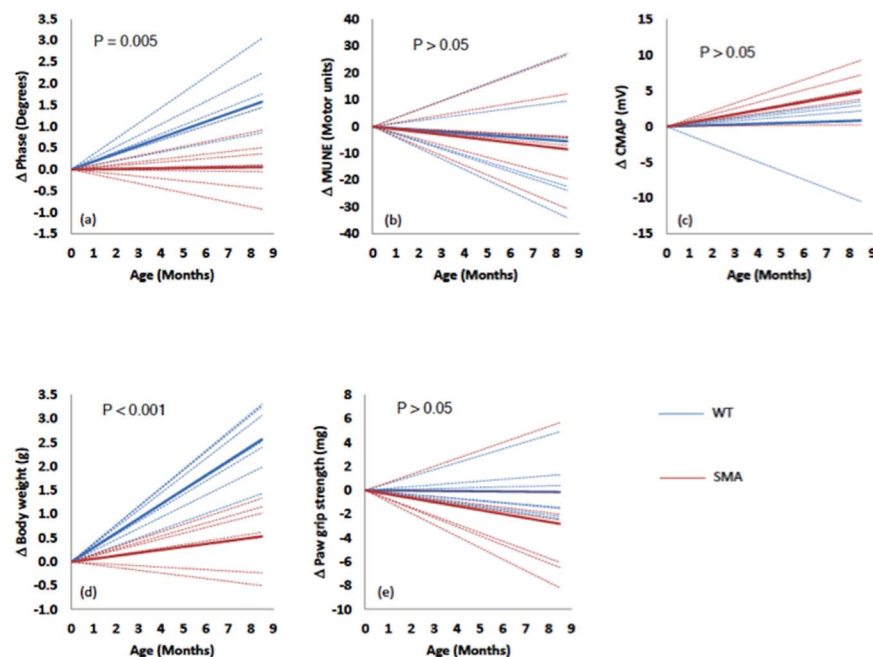 3.5
3.0
2.5
2.0
1.5
1.0
0.5
0.0
-0.5
-1.0
-1.5
Δ Phase (Degrees)
P = 0.005
(a)
0 1 2 3 4 5 6 7 8 9
Age (Months)
40
30
20
10
0
-10
-20
-30
-40
Δ MUNE (Motor units)
P > 0.05
(b)
0 1 2 3 4 5 6 7 8 9
Age (Months)
15
10
5
0
-5
-10
-15
Δ CMAP (mV)
P > 0.05
(c)
0 1 2 3 4 5 6 7 8 9
Age (Months)
3.5
3.0
2.5
2.0
1.5
1.0
0.5
0.0
-0.5
-1.0
Δ Body weight (g)
P < 0.001
(d)
0 1 2 3 4 5 6 7 8 9
Age (Months)
8
6
4
2
0
-2
-4
-6
-8
-10
Δ Paw grip strength (mg)
P > 0.05
(e)
0 1 2 3 4 5 6 7 8 9
Age (Months)
WT
SMA